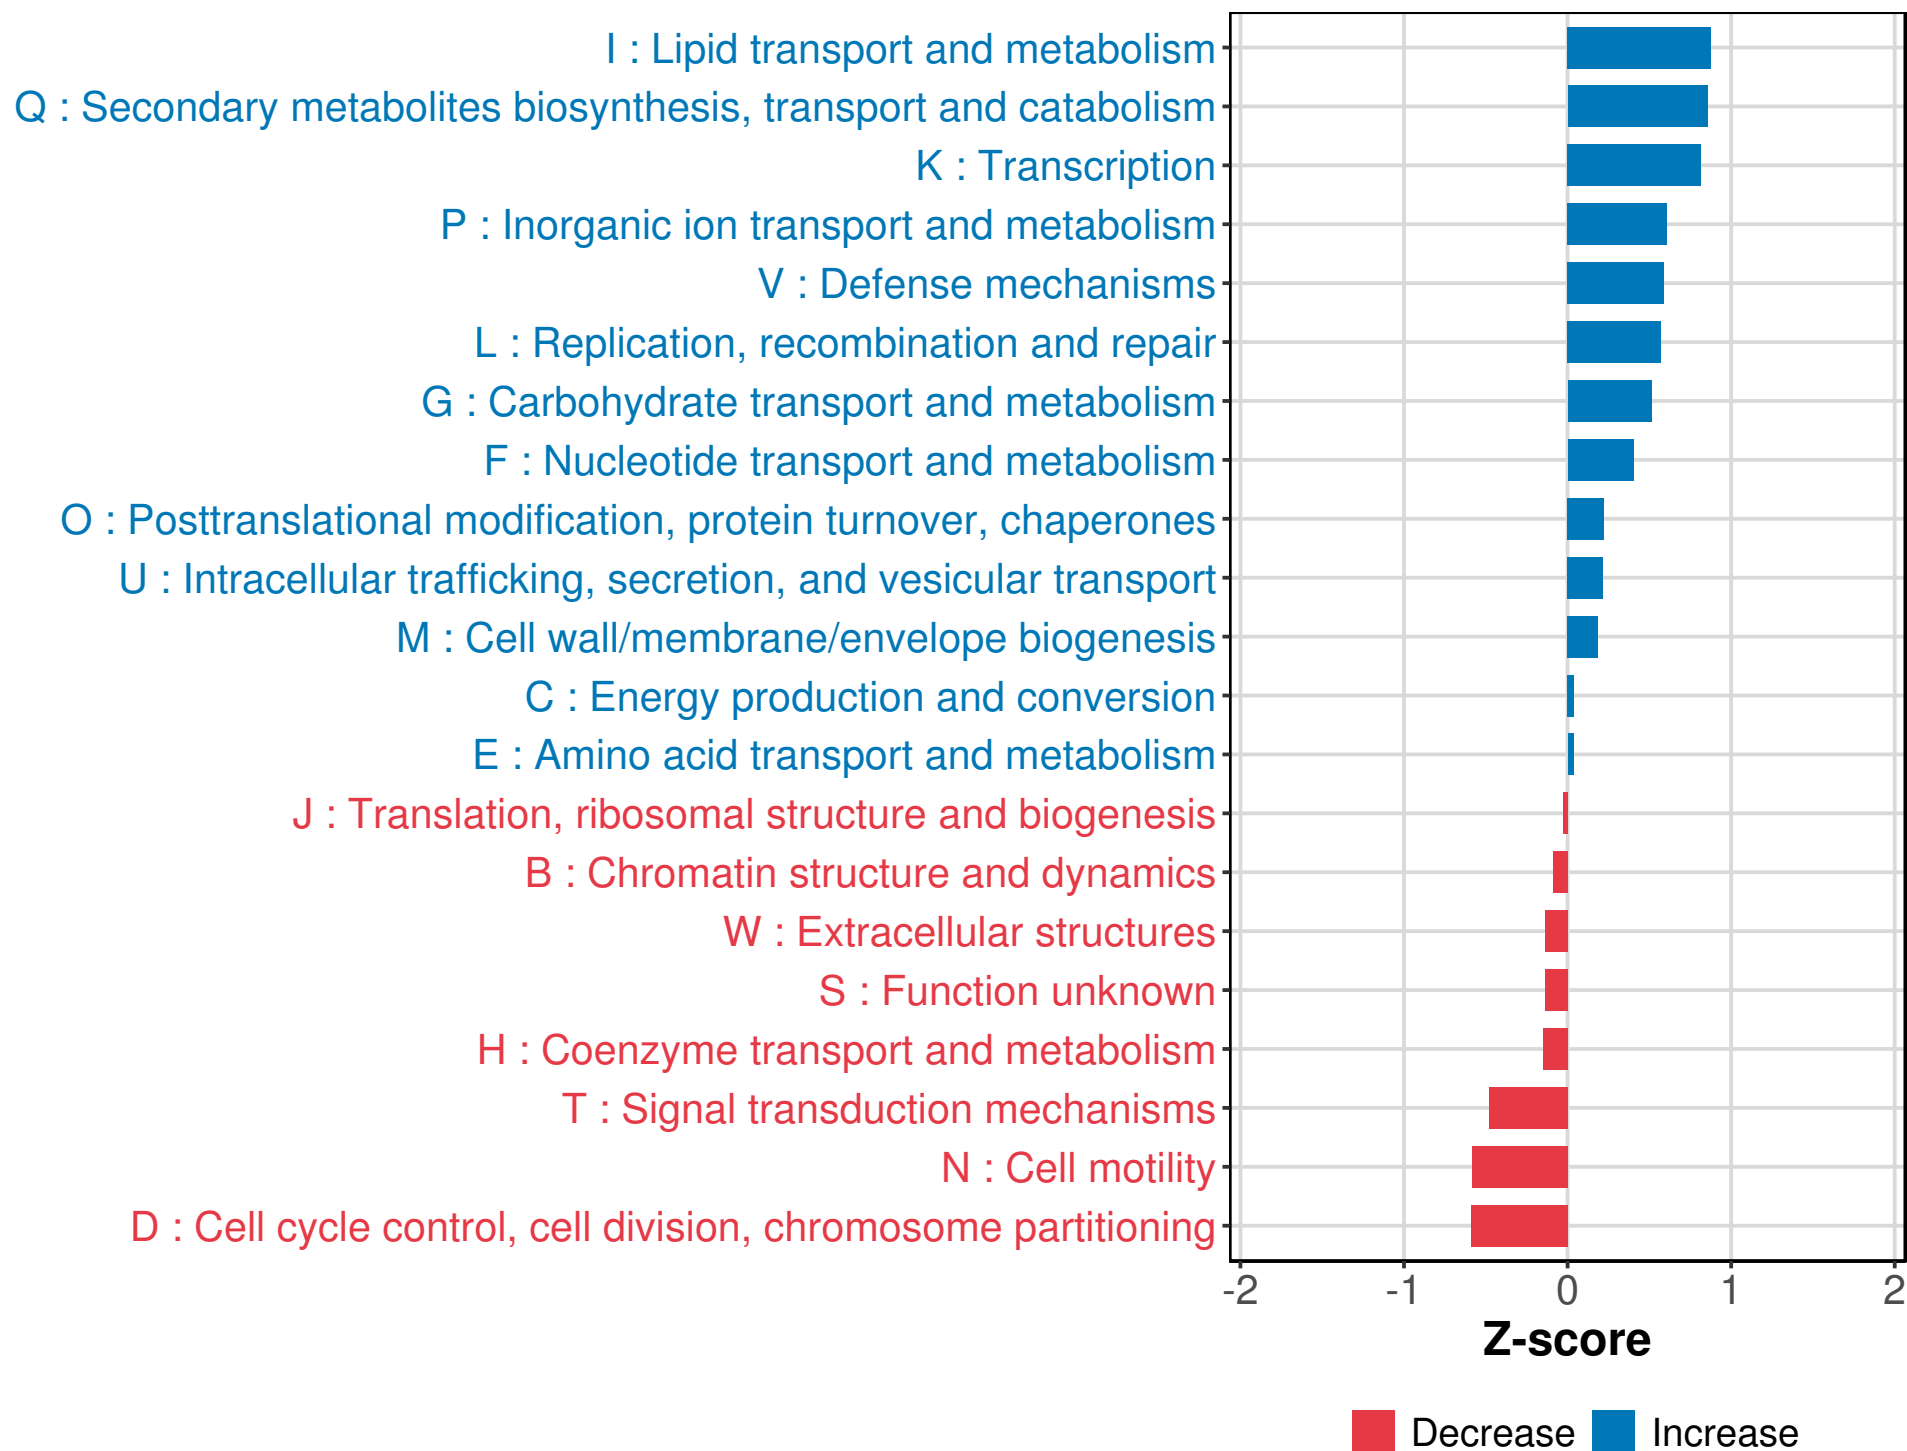 I : Lipid transport and metabolism
Q : Secondary metabolites biosynthesis, transport and catabolism
K : Transcription
P : Inorganic ion transport and metabolism
V : Defense mechanisms
L : Replication, recombination and repair
G : Carbohydrate transport and metabolism
F : Nucleotide transport and metabolism
O : Posttranslational modification, protein turnover, chaperones
U : Intracellular trafficking, secretion, and vesicular transport
M : Cell wall/membrane/envelope biogenesis
C : Energy production and conversion
E : Amino acid transport and metabolism
J : Translation, ribosomal structure and biogenesis
B : Chromatin structure and dynamics
W : Extracellular structures
S : Function unknown
H : Coenzyme transport and metabolism
T : Signal transduction mechanisms
N : Cell motility
D : Cell cycle control, cell division, chromosome partitioning
-2 -1 0 1 2
Z-score
Decrease Increase